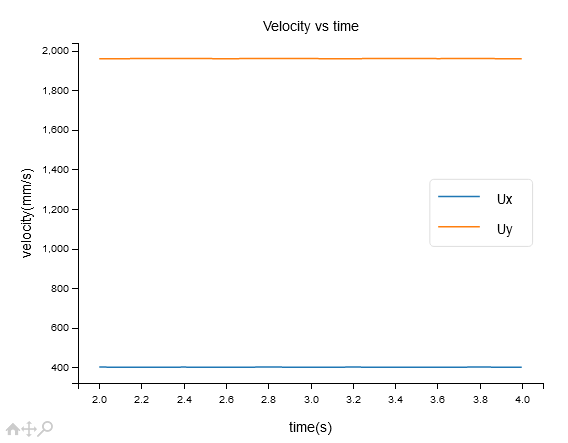 Velocity vs time
2,000
1,800
1,600
1,400
1,200
1,000
800
600
400
velocity(mm/s)
Ux
Uy
2.0 2.2 2.4 2.6 2.8 3.0 3.2 3.4 3.6 3.8 4.0
time(s)